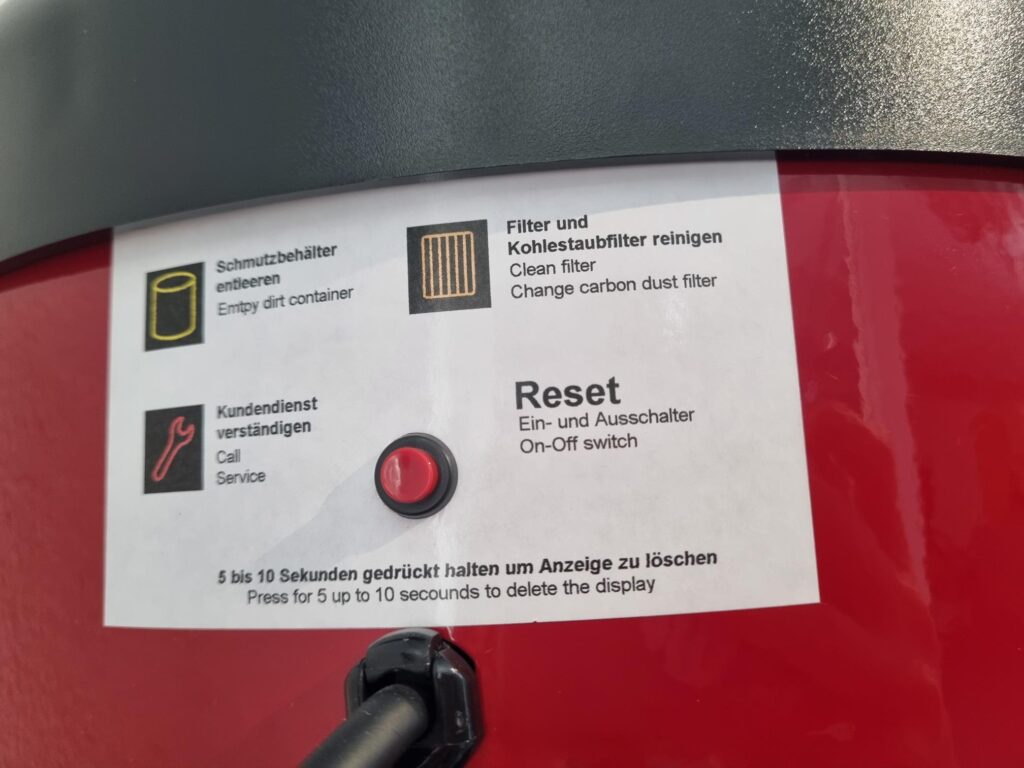 Schmutzbehälter
entleeren
Emtpy dirt container
Filter und
Kohlestaubfilter reinigen
Clean filter
Change carbon dust filter
Kundendienst
verständigen
Call
Service
Reset
Ein- und Ausschalter
On-Off switch
5 bis 10 Sekunden gedrückt halten um Anzeige zu löschen
Press for 5 up to 10 secounds to delete the display